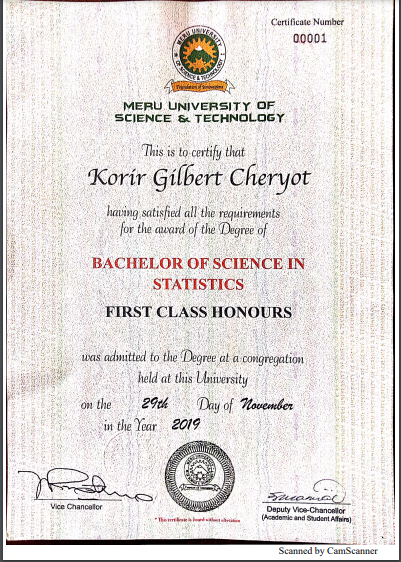 Certificate Number
00001
MERU UNIVERSITY
OF SCIENCE & TECHNOLOGY
Foundation of Innovations
MERU UNIVERSITY OF
SCIENCE & TECHNOLOGY
This is to certify that
Korir Gilbert Cheryot
having satisfied all the requirements
for the award of the Degree of
BACHELOR OF SCIENCE IN
STATISTICS
FIRST CLASS HONOURS
was admitted to the Degree at a congregation
held at this University
on the 29th Day of November
in the Year 2019
Vice Chancellor
Deputy Vice-Chancellor
(Academic and Student Affairs)
* This certificate is issued without alteration
Scanned by CamScanner